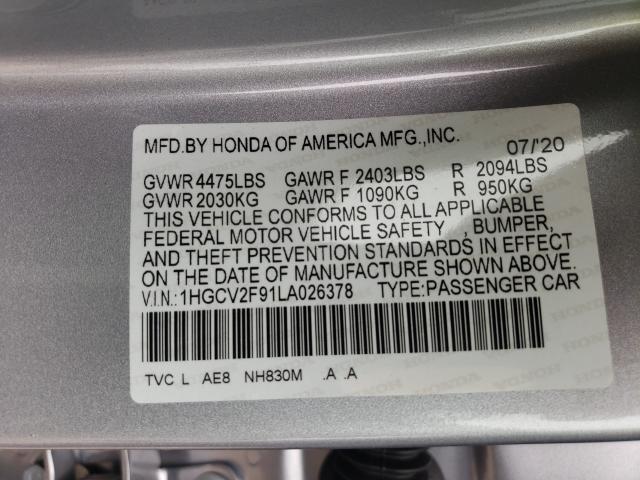 MFD.BY HONDA OF AMERICA MFG.,INC. 07/'20
GVWR 4475LBS GAWR F 2403LBS R 2094LBS
GVWR 2030KG GAWR F 1090KG R 950KG
THIS VEHICLE CONFORMS TO ALL APPLICABLE
FEDERAL MOTOR VEHICLE SAFETY , BUMPER,
AND THEFT PREVENTION STANDARDS IN EFFECT
ON THE DATE OF MANUFACTURE SHOWN ABOVE.
V.I.N.:1HGCV2F91LA026378 TYPE:PASSENGER CAR
TVC L AE8 NH830M .A .A